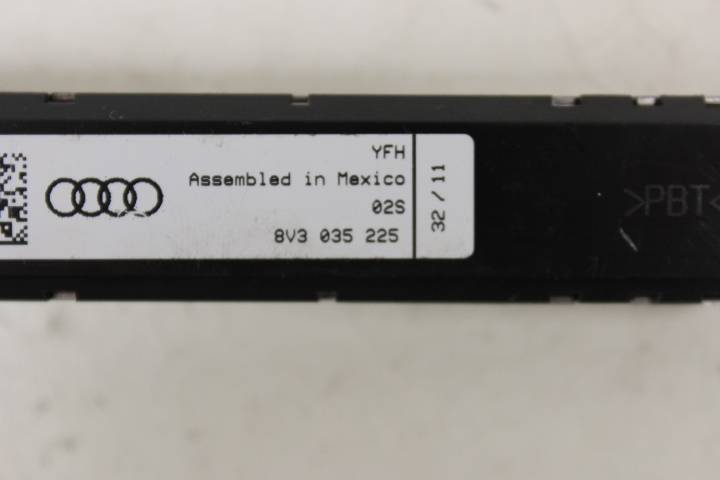 YFH
Assembled in Mexico
02S
8V3 035 225
32/11
>PBT<